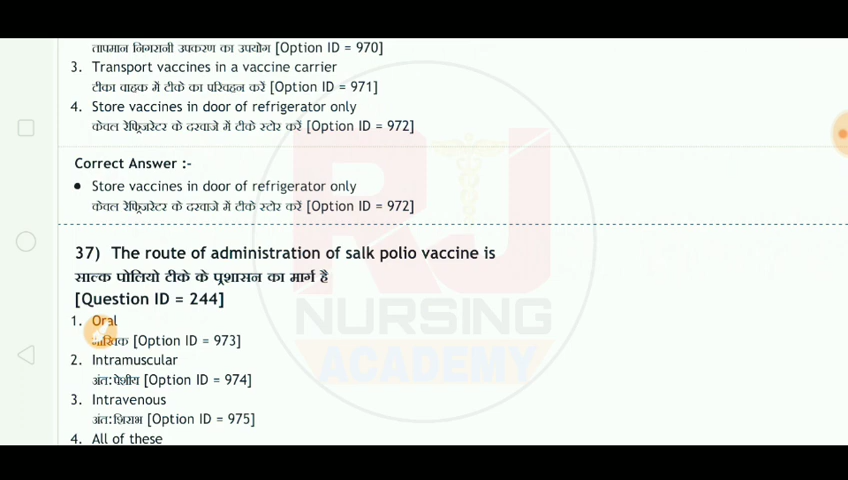 तापमान निगरानी उपकरण का उपयोग [Option ID = 970]
3. Transport vaccines in a vaccine carrier
टीका वाहक में टीके का परिवहन करें [Option ID = 971]
4. Store vaccines in door of refrigerator only
केवल रेफ्रिजरेटर के दरवाजे में टीके स्टोर करें [Option ID = 972]
Correct Answer :-
• Store vaccines in door of refrigerator only
केवल रेफ्रिजरेटर के दरवाजे में टीके स्टोर करें [Option ID = 972]
37) The route of administration of salk polio vaccine is
साल्क पोलियो टीके के प्रशासन का मार्ग है
[Question ID = 244]
1. Oral
[Option ID = 973]
2. Intramuscular
अंत:पेशीय [Option ID = 974]
3. Intravenous
अंत:शिराभ [Option ID = 975]
4. All of these
RJ
NURSING
ACADEMY